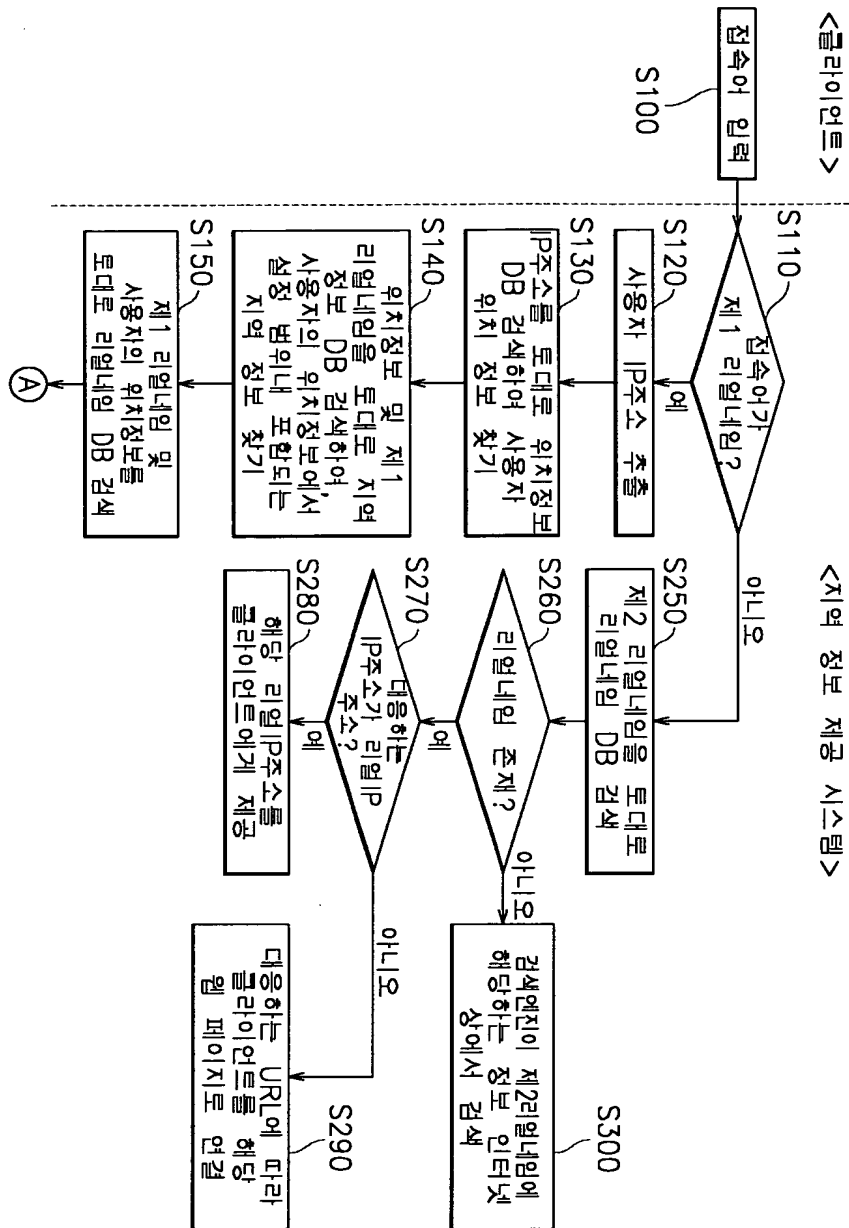 <클라이언트>
<지역 정보 제공 시스템>
접속어 입력
S100
S110
접속어가
제1 리얼네임?
예
아니오
S120
사용자 IP주소 추출
S130
IP주소를 토대로 위치정보
DB 검색하여 사용자
위치 정보 찾기
S140
위치정보 및 제1
리얼네임을 토대로 지역
정보 DB 검색하여
사용자의 위치정보에서
설정 범위내 포함되는
지역 정보 찾기
S150
제1 리얼네임 및
사용자의 위치정보를
토대로 리얼네임 DB 검색
A
S250
제2 리얼네임을 토대로
리얼네임 DB 검색
S260
리얼네임 존재?
예
아니오
S270
대응하는
IP주소가 리얼IP
주소?
예
아니오
S280
해당 리얼IP주소를
클라이언트에게 제공
S290
대응하는 URL에 따라
클라이언트를 해당
웹 페이지로 연결
S300
검색엔진이 제2리얼네임에
해당하는 정보 인터넷
상에서 검색